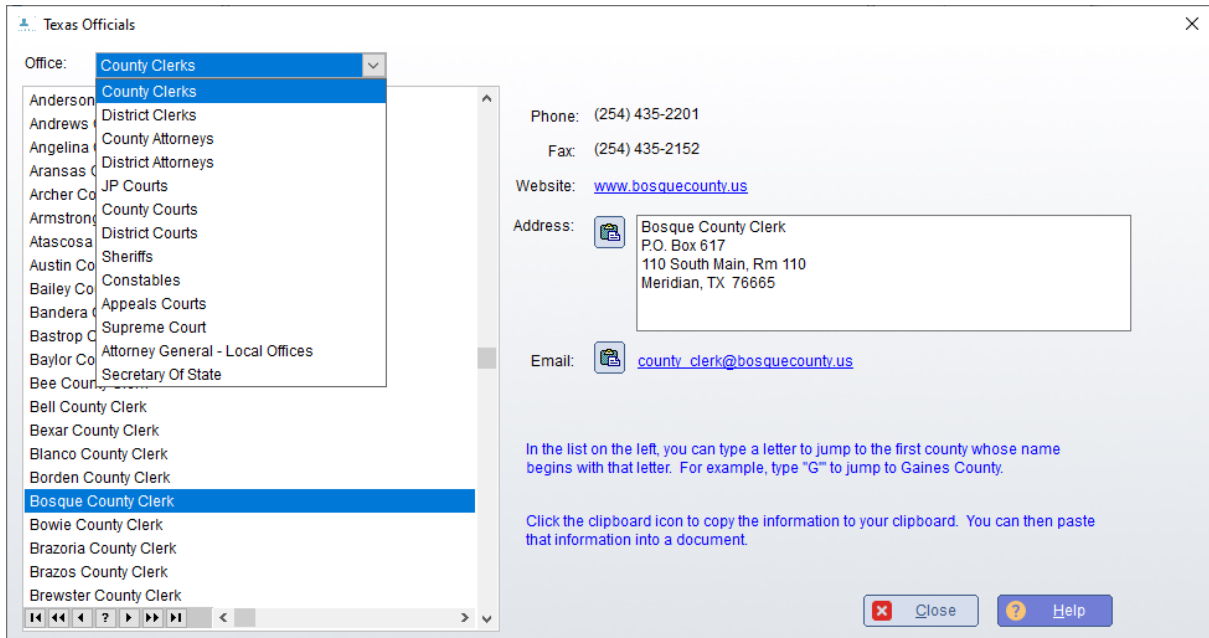 Texas Officials
Office: County Clerks
County Clerks
District Clerks
County Attorneys
District Attorneys
JP Courts
County Courts
District Courts
Sheriffs
Constables
Appeals Courts
Supreme Court
Attorney General - Local Offices
Secretary Of State
Anderson
Andrews
Angelina
Aransas
Archer Co
Armstrong
Atascosa
Austin Co
Bailey Co
Bandera
Bastrop C
Baylor Co
Bee County Clerk
Bell County Clerk
Bexar County Clerk
Blanco County Clerk
Borden County Clerk
Bosque County Clerk
Bowie County Clerk
Brazoria County Clerk
Brazos County Clerk
Brewster County Clerk
Phone: (254) 435-2201
Fax: (254) 435-2152
Website: www.bosquecounty.us
Address: Bosque County Clerk
P.O. Box 617
110 South Main, Rm 110
Meridian, TX 76665
Email: county_clerk@bosquecounty.us
In the list on the left, you can type a letter to jump to the first county whose name
begins with that letter. For example, type "G'" to jump to Gaines County.
Click the clipboard icon to copy the information to your clipboard. You can then paste
that information into a document.
Close
? Help